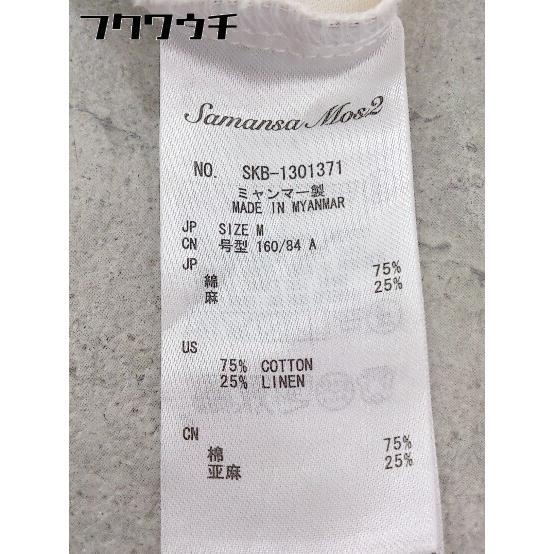 フクウウチ
Samansa Mos2
NO. SKB-1301371
ミャンマー製
MADE IN MYANMAR
JP SIZE M
CN 号型 160/84 A
JP
綿 75%
麻 25%
US
75% COTTON
25% LINEN
CN
棉 75%
亚麻 25%